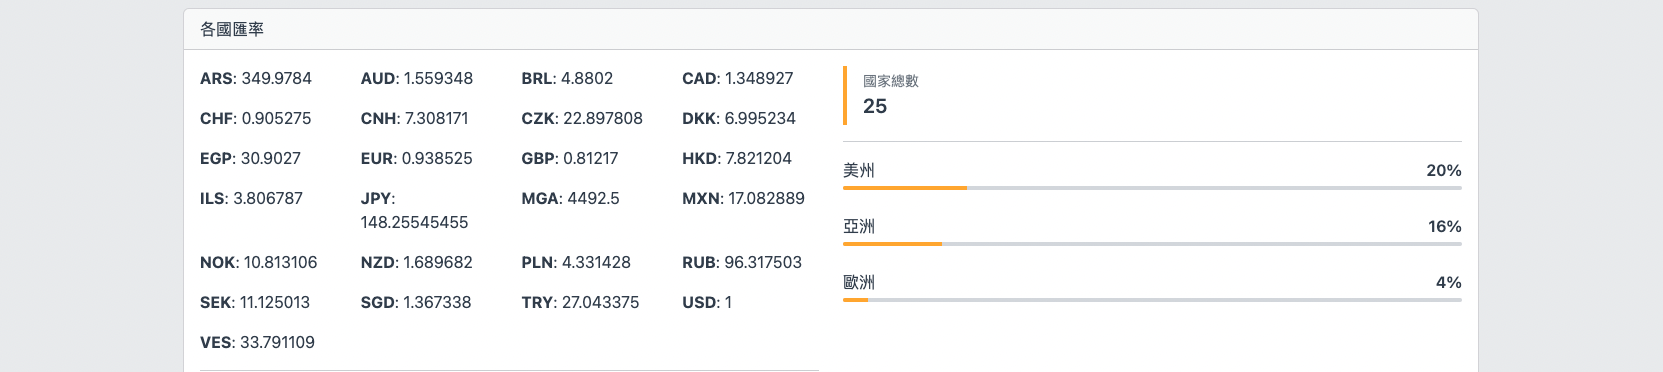 各國匯率
ARS: 349.9784 AUD: 1.559348 BRL: 4.8802 CAD: 1.348927
CHF: 0.905275 CNH: 7.308171 CZK: 22.897808 DKK: 6.995234
EGP: 30.9027 EUR: 0.938525 GBP: 0.81217 HKD: 7.821204
ILS: 3.806787 JPY: 148.25545455 MGA: 4492.5 MXN: 17.082889
NOK: 10.813106 NZD: 1.689682 PLN: 4.331428 RUB: 96.317503
SEK: 11.125013 SGD: 1.367338 TRY: 27.043375 USD: 1
VES: 33.791109
國家總數
25
美州 20%
亞洲 16%
歐洲 4%